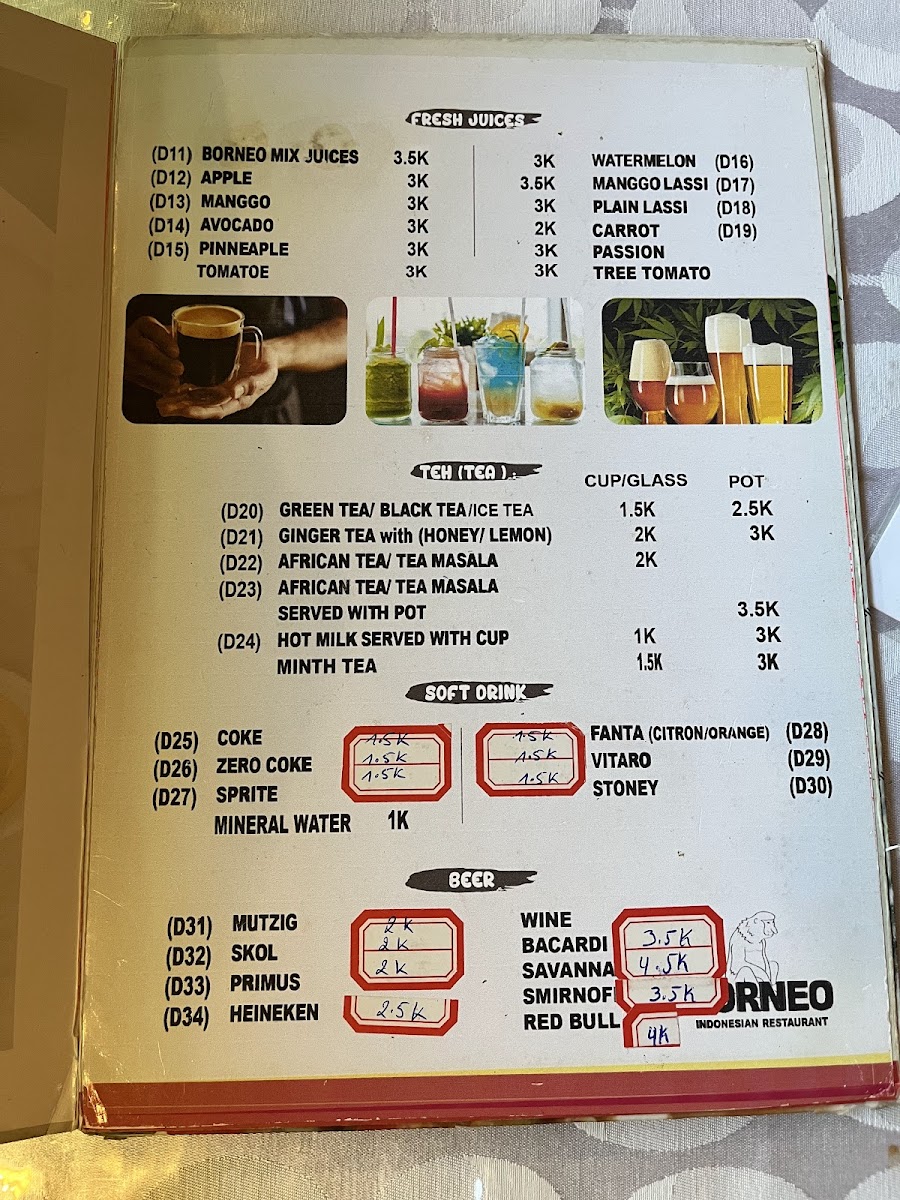 FRESH JUICES
(D11) BORNEO MIX JUICES 3.5K
(D12) APPLE 3K
(D13) MANGGO 3K
(D14) AVOCADO 3K
(D15) PINNEAPLE 3K
TOMATOE 3K
3K WATERMELON (D16)
3.5K MANGGO LASSI (D17)
3K PLAIN LASSI (D18)
2K CARROT (D19)
3K PASSION
3K TREE TOMATO
TEH (TEA) CUP/GLASS POT
(D20) GREEN TEA/ BLACK TEA/ICE TEA 1.5K 2.5K
(D21) GINGER TEA with (HONEY/ LEMON) 2K 3K
(D22) AFRICAN TEA/ TEA MASALA 2K
(D23) AFRICAN TEA/ TEA MASALA
SERVED WITH POT 3.5K
(D24) HOT MILK SERVED WITH CUP 1K 3K
MINTH TEA 1.5K 3K
SOFT DRINK
(D25) COKE 1.5K
(D26) ZERO COKE 1.5K
(D27) SPRITE 1.5K
MINERAL WATER 1K
1.5K FANTA (CITRON/ORANGE) (D28)
1.5K VITARO (D29)
1.5K STONEY (D30)
BEER
(D31) MUTZIG 2K
(D32) SKOL 2K
(D33) PRIMUS 2K
(D34) HEINEKEN 2.5K
WINE
BACARDI 3.5K
SAVANNA 4.5K
SMIRNOF 3.5K
RED BULL 4K
ORNEO
INDONESIAN RESTAURANT